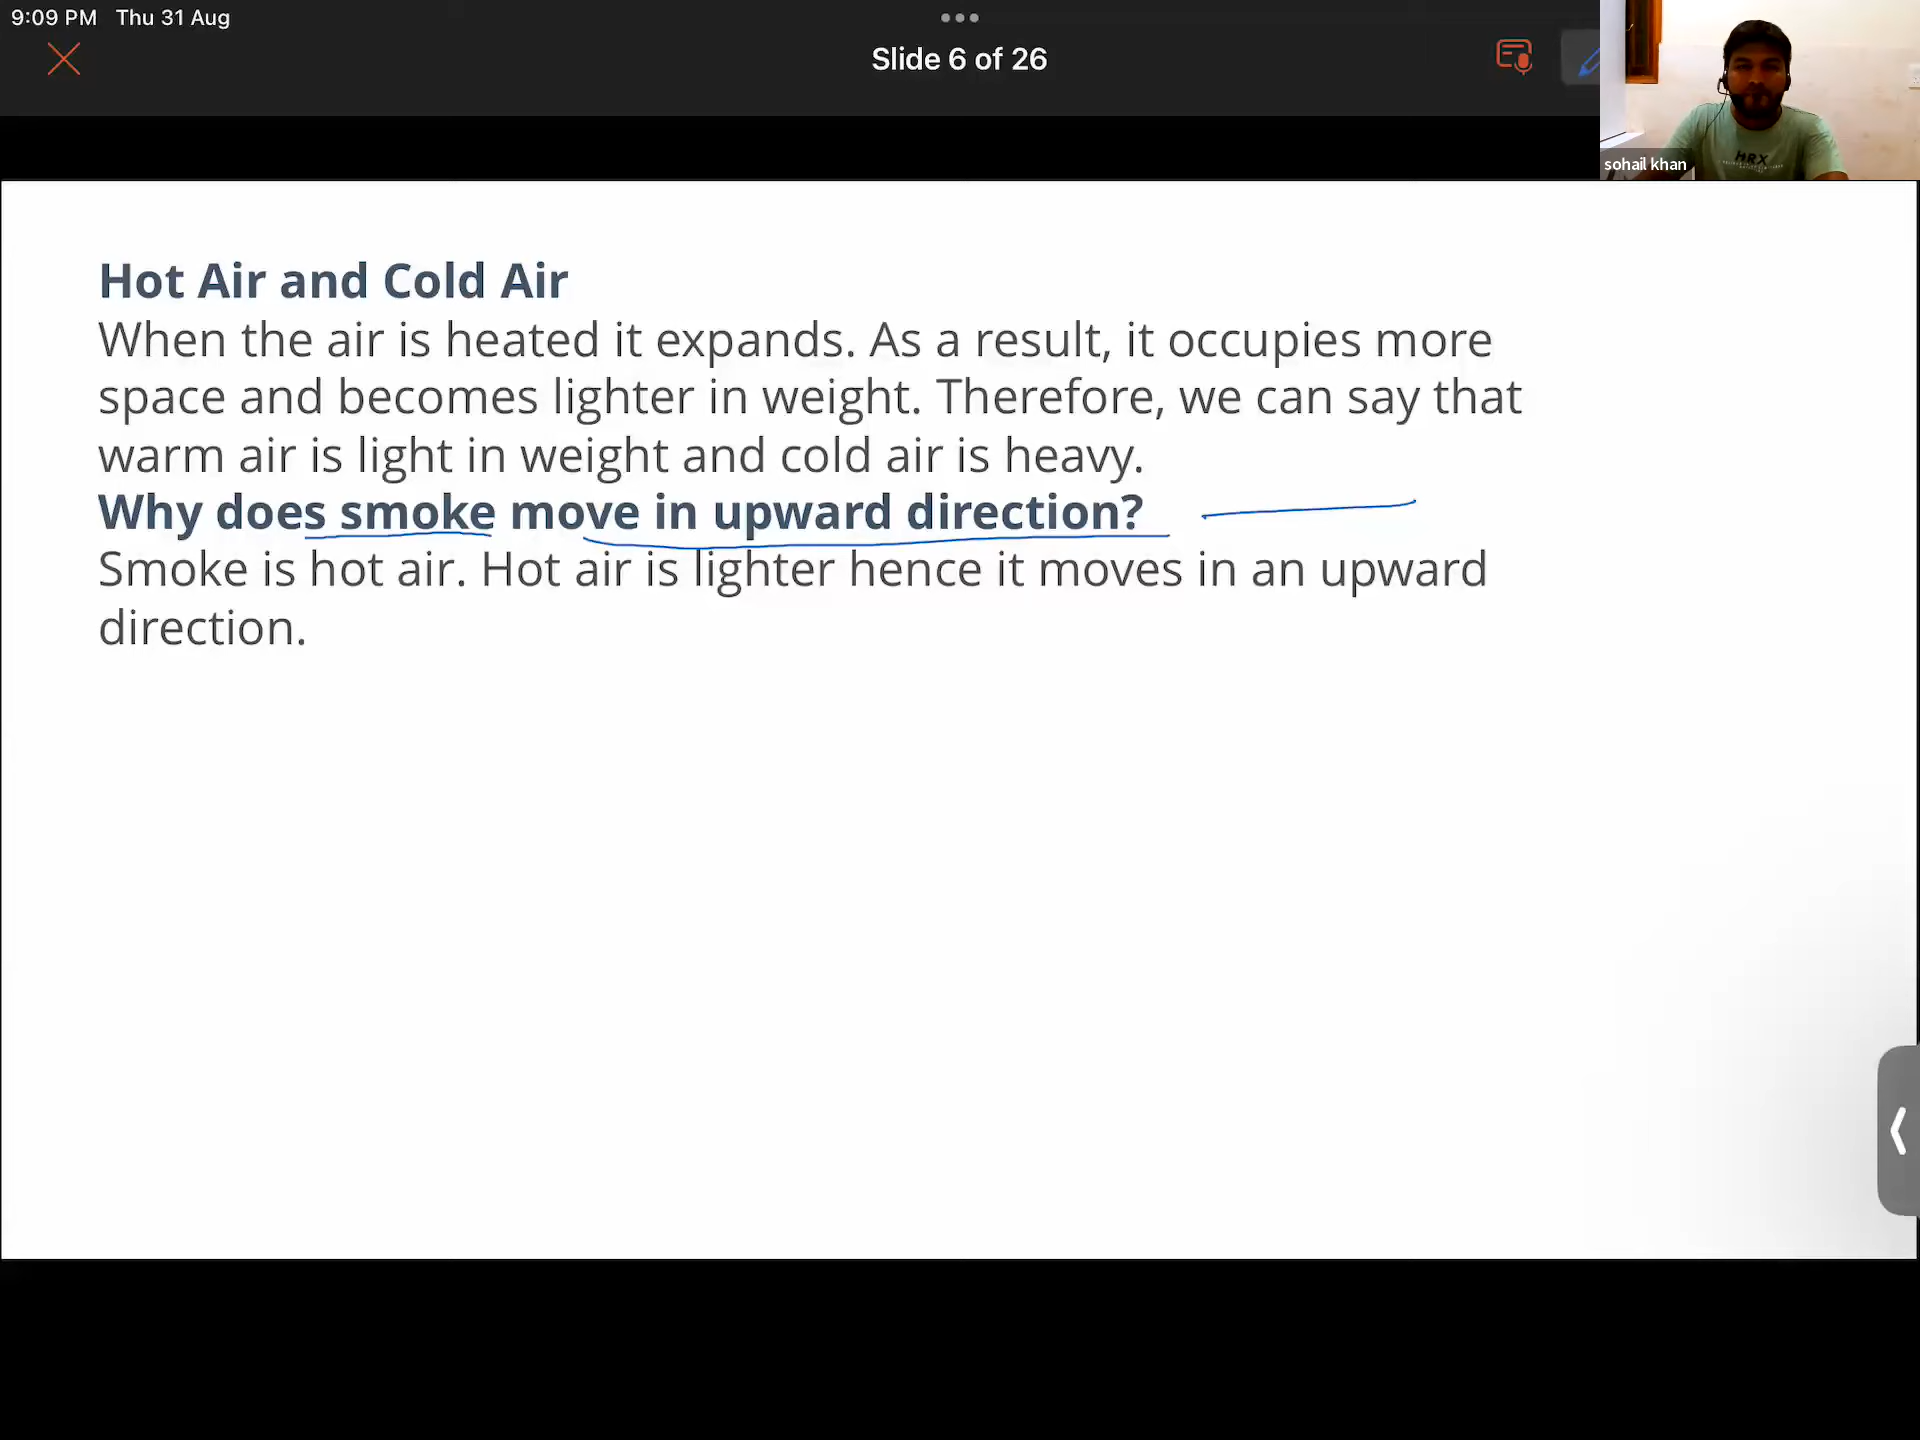 9:09 PM Thu 31 Aug
Slide 6 of 26
HRX
sohail khan
Hot Air and Cold Air
When the air is heated it expands. As a result, it occupies more
space and becomes lighter in weight. Therefore, we can say that
warm air is light in weight and cold air is heavy.
Why does smoke move in upward direction?
Smoke is hot air. Hot air is lighter hence it moves in an upward
direction.